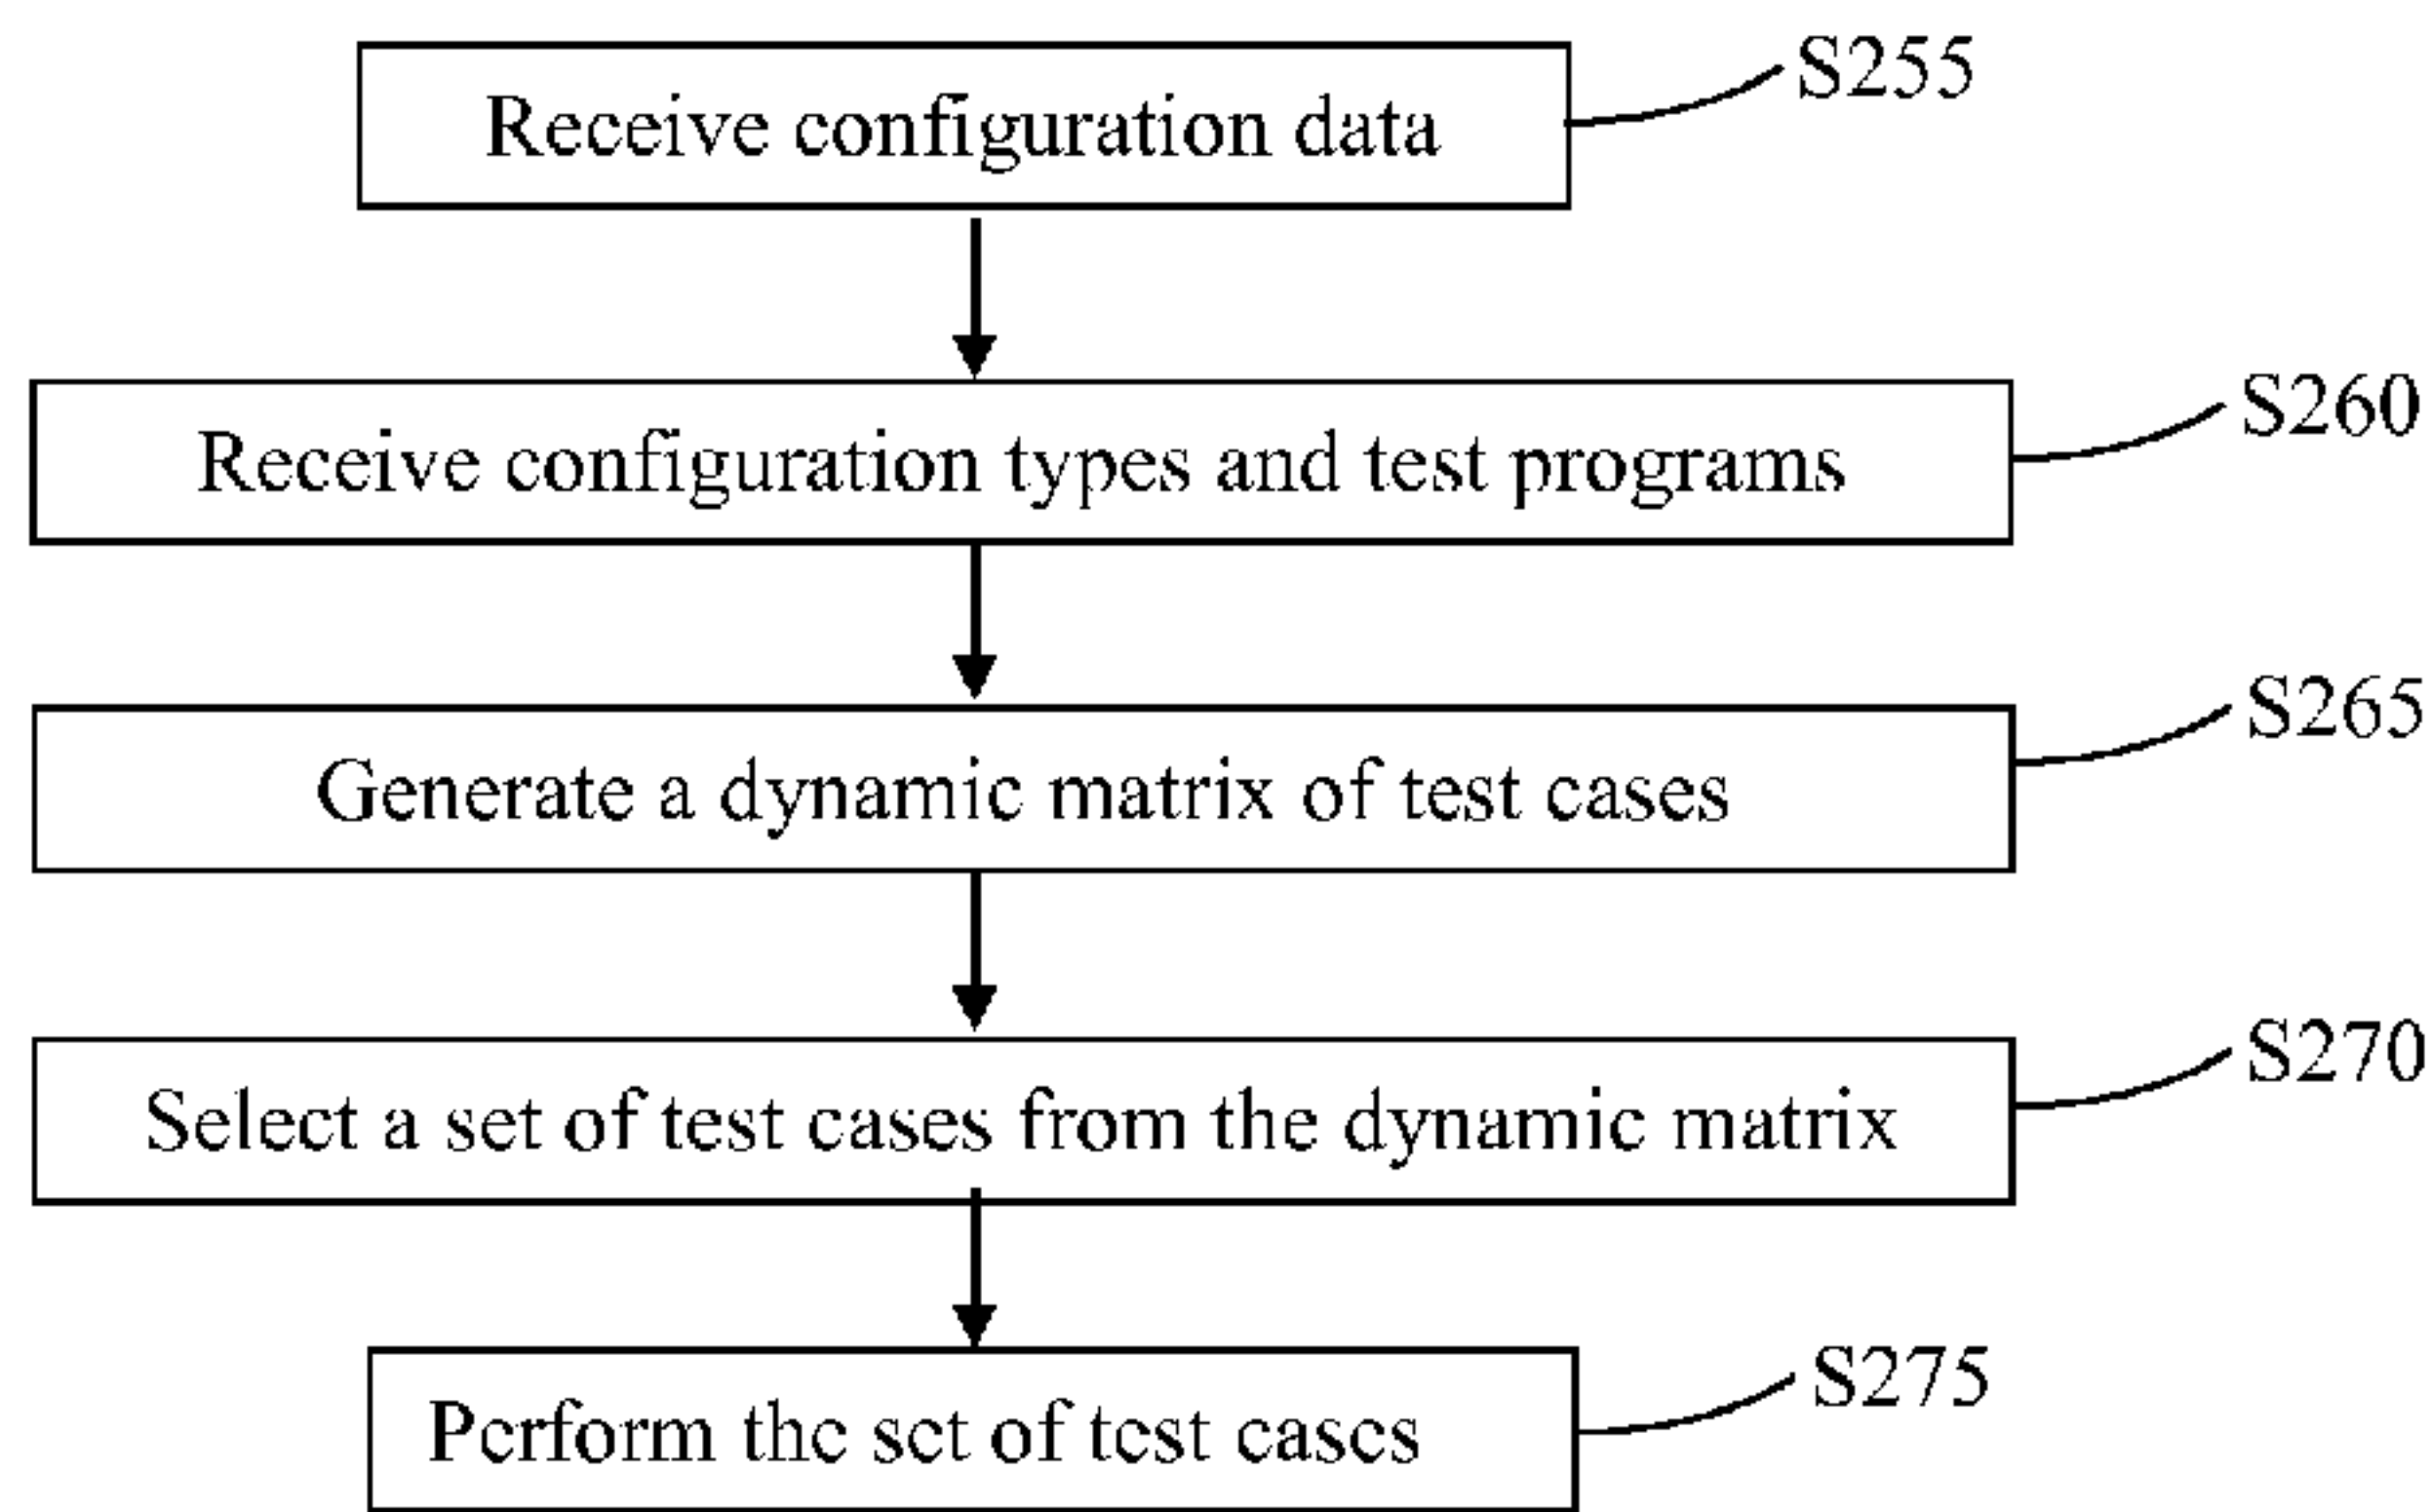 Receive configuration data
S255
Receive configuration types and test programs
S260
Generate a dynamic matrix of test cases
S265
Select a set of test cases from the dynamic matrix
S270
Perform the set of test cases
S275